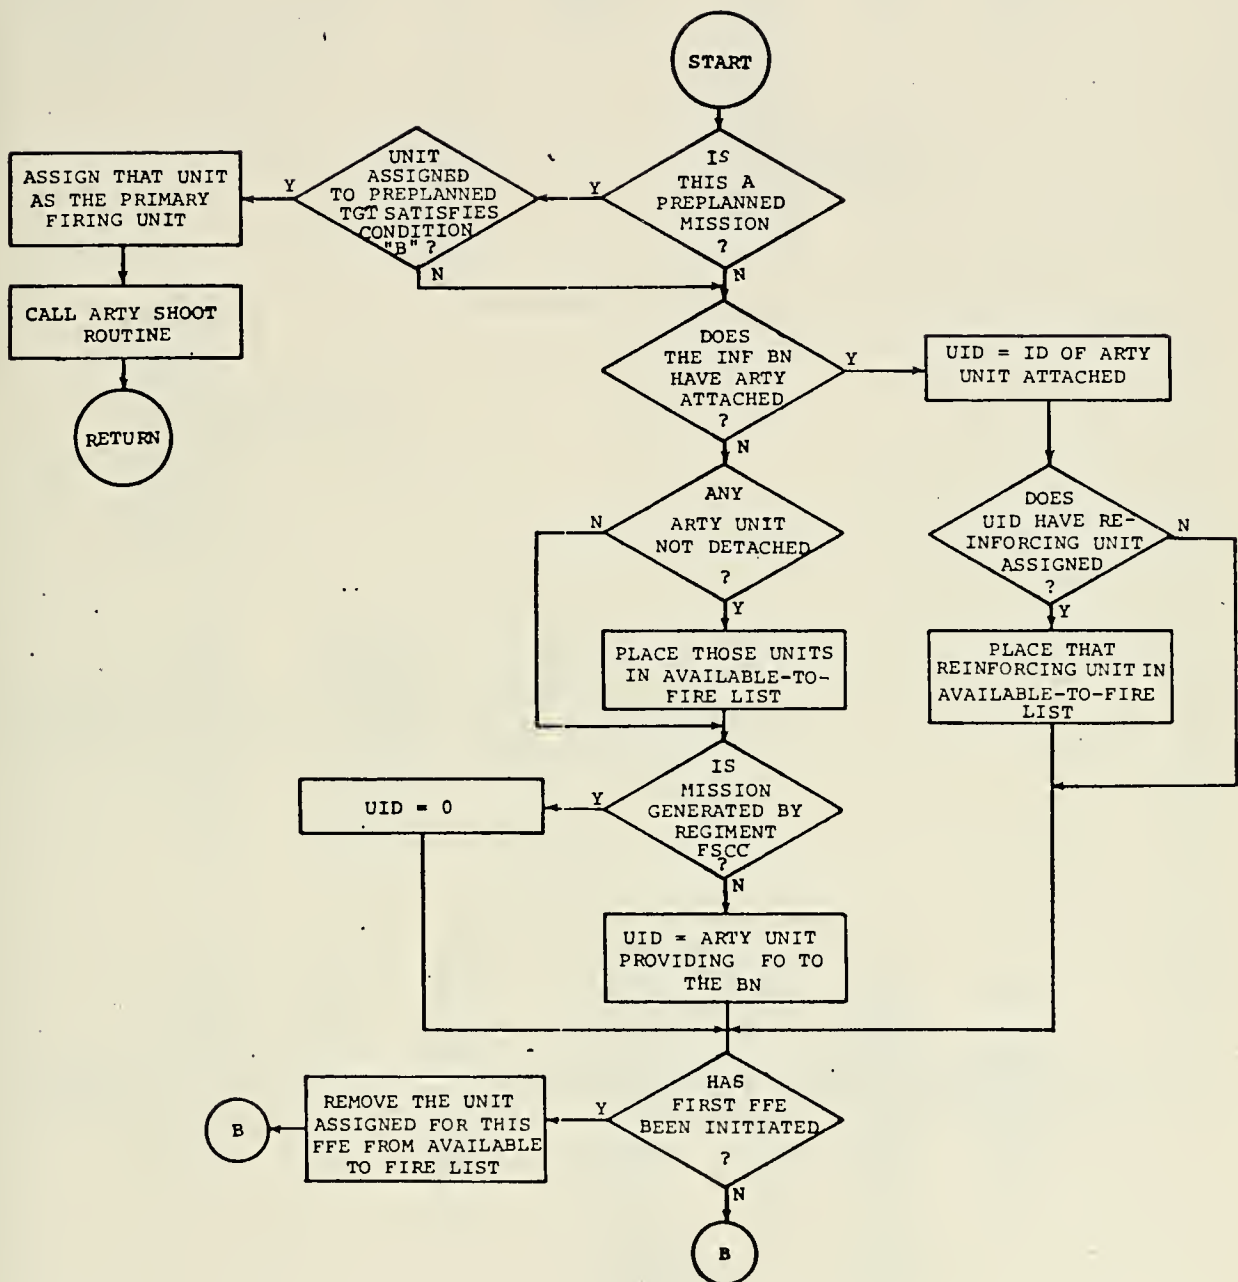 START
IS
THIS A
PREPLANNED
MISSION
?
Y
N
UNIT
ASSIGNED
TO PREPLANNED
TGT SATISFIES
CONDITION
"B" ?
Y
N
ASSIGN THAT UNIT
AS THE PRIMARY
FIRING UNIT
CALL ARTY SHOOT
ROUTINE
RETURN
DOES
THE INF BN
HAVE ARTY
ATTACHED
?
Y
N
UID = ID OF ARTY
UNIT ATTACHED
DOES
UID HAVE RE-
INFORCING UNIT
ASSIGNED
?
N
Y
PLACE THAT
REINFORCING UNIT IN
AVAILABLE-TO-FIRE
LIST
ANY
ARTY UNIT
NOT DETACHED
?
N
Y
PLACE THOSE UNITS
IN AVAILABLE-TO-
FIRE LIST
IS
MISSION
GENERATED BY
REGIMENT
FSCC
?
Y
N
UID = 0
UID = ARTY UNIT
PROVIDING FO TO
THE BN
HAS
FIRST FFE
BEEN INITIATED
?
Y
N
REMOVE THE UNIT
ASSIGNED FOR THIS
FFE FROM AVAILABLE
TO FIRE LIST
B
B